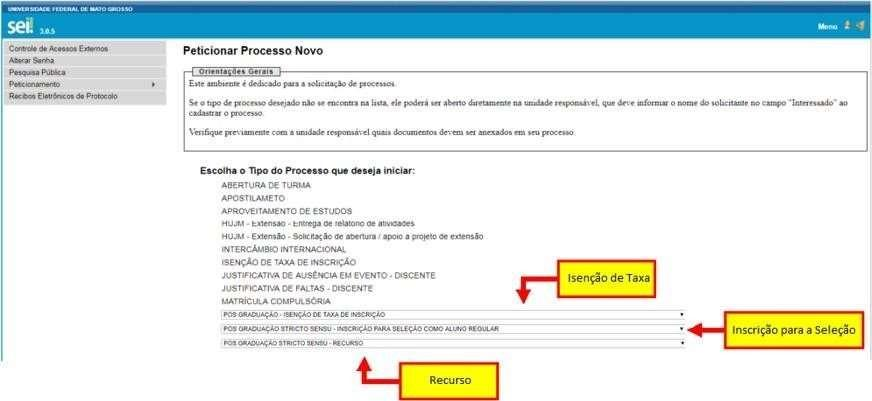 UNIVERSIDADE FEDERAL DE MATO GROSSO
sei! 3.0.5
Menu
Controle de Acessos Externos
Alterar Senha
Pesquisa Pública
Peticionamento
Recibos Eletrônicos de Protocolo
Peticionar Processo Novo
Orientações Gerais
Este ambiente é dedicado para a solicitação de processos.
Se o tipo de processo desejado não se encontra na lista, ele poderá ser aberto diretamente na unidade responsável, que deve informar o nome do solicitante no campo "Interessado" ao
cadastrar o processo.
Verifique previamente com a unidade responsável quais documentos devem ser anexados em seu processo.
Escolha o Tipo do Processo que deseja iniciar:
ABERTURA DE TURMA
APOSTILAMETO
APROVEITAMENTO DE ESTUDOS
HUJM - Extensão - Entrega de relatório de atividades
HUJM - Extensão - Solicitação de abertura / apoio a projeto de extensão
INTERCÂMBIO INTERNACIONAL
ISENÇÃO DE TAXA DE INSCRIÇÃO
JUSTIFICATIVA DE AUSÊNCIA EM EVENTO - DISCENTE
JUSTIFICATIVA DE FALTAS - DISCENTE
MATRÍCULA COMPULSÓRIA
POS GRADUAÇÃO - ISENÇÃO DE TAXA DE INSCRIÇÃO
POS GRADUAÇÃO STRICTO SENSU - INSCRIÇÃO PARA SELEÇÃO COMO ALUNO REGULAR
POS GRADUAÇÃO STRICTO SENSU - RECURSO
Isenção de Taxa
Inscrição para a Seleção
Recurso